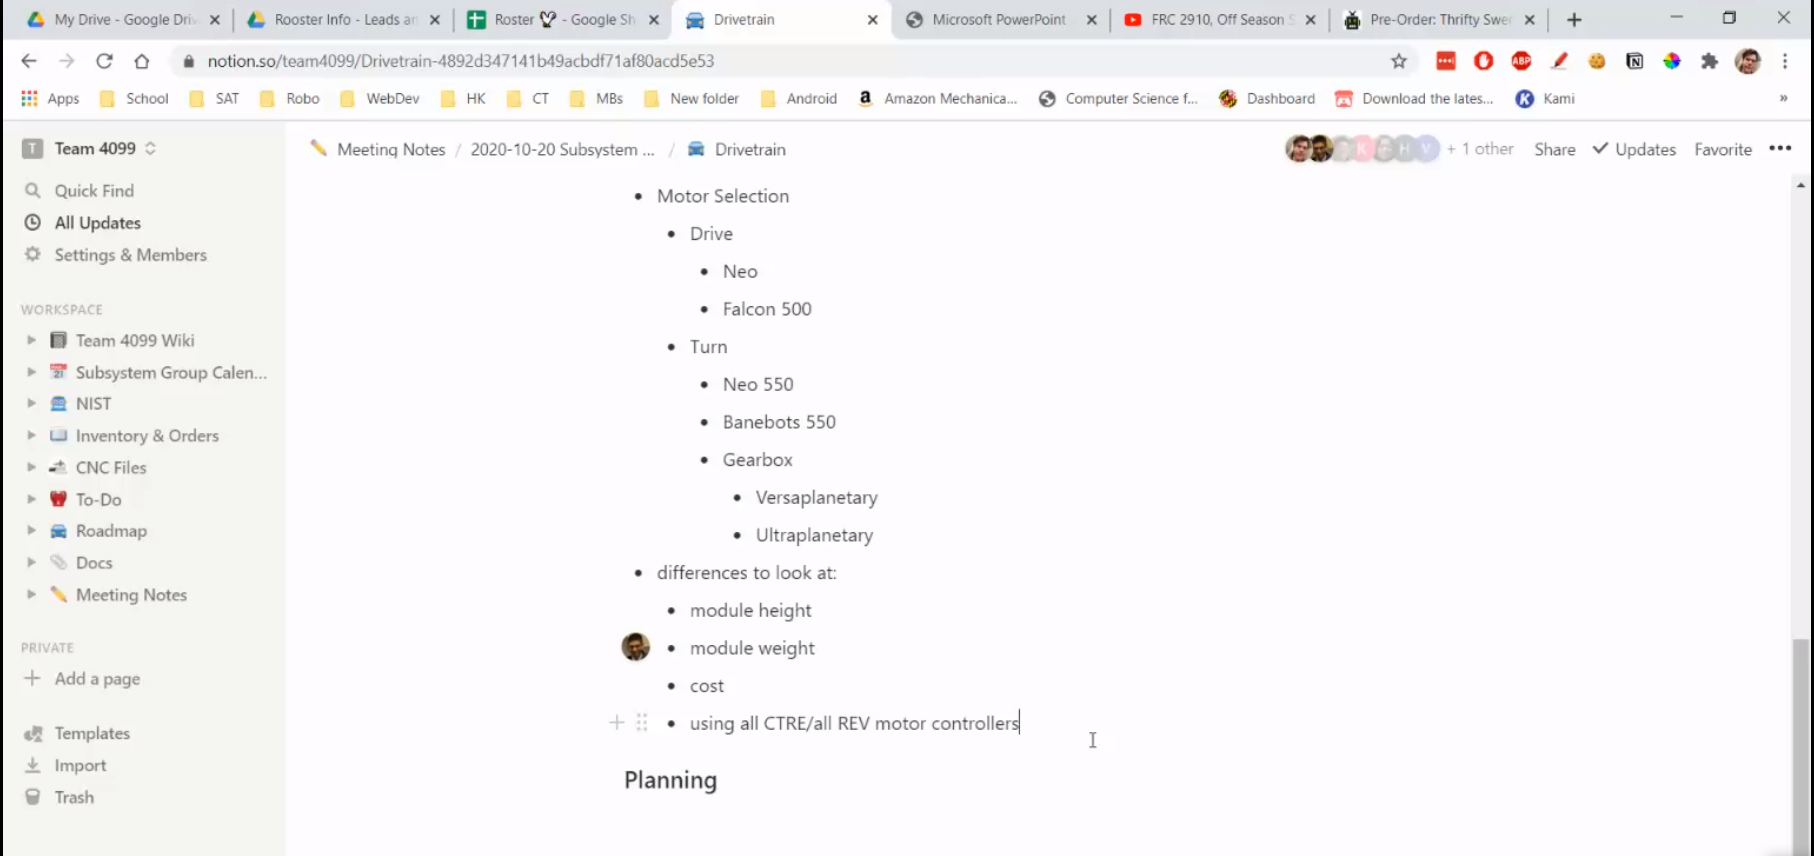 My Drive - Google Driv
Rooster Info - Leads an
Roster - Google Sh
Drivetrain
Microsoft PowerPoint
FRC 2910, Off Season S
Pre-Order: Thrifty Swer
notion.so/team4099/Drivetrain-4892d347141b49acbdf71af80acd5e53
ABP
Apps
School
SAT
Robo
WebDev
HK
CT
MBs
New folder
Android
Amazon Mechanica...
Computer Science f...
Dashboard
Download the lates...
Kami
»
T Team 4099
Meeting Notes / 2020-10-20 Subsystem ... / Drivetrain
K H V + 1 other
Share
Updates
Favorite
Quick Find
All Updates
Settings & Members
WORKSPACE
Team 4099 Wiki
Subsystem Group Calen...
NIST
Inventory & Orders
CNC Files
To-Do
Roadmap
Docs
Meeting Notes
PRIVATE
Add a page
Templates
Import
Trash
• Motor Selection
• Drive
• Neo
• Falcon 500
• Turn
• Neo 550
• Banebots 550
• Gearbox
• Versaplanetary
• Ultraplanetary
• differences to look at:
• module height
• module weight
• cost
• using all CTRE/all REV motor controllers
Planning